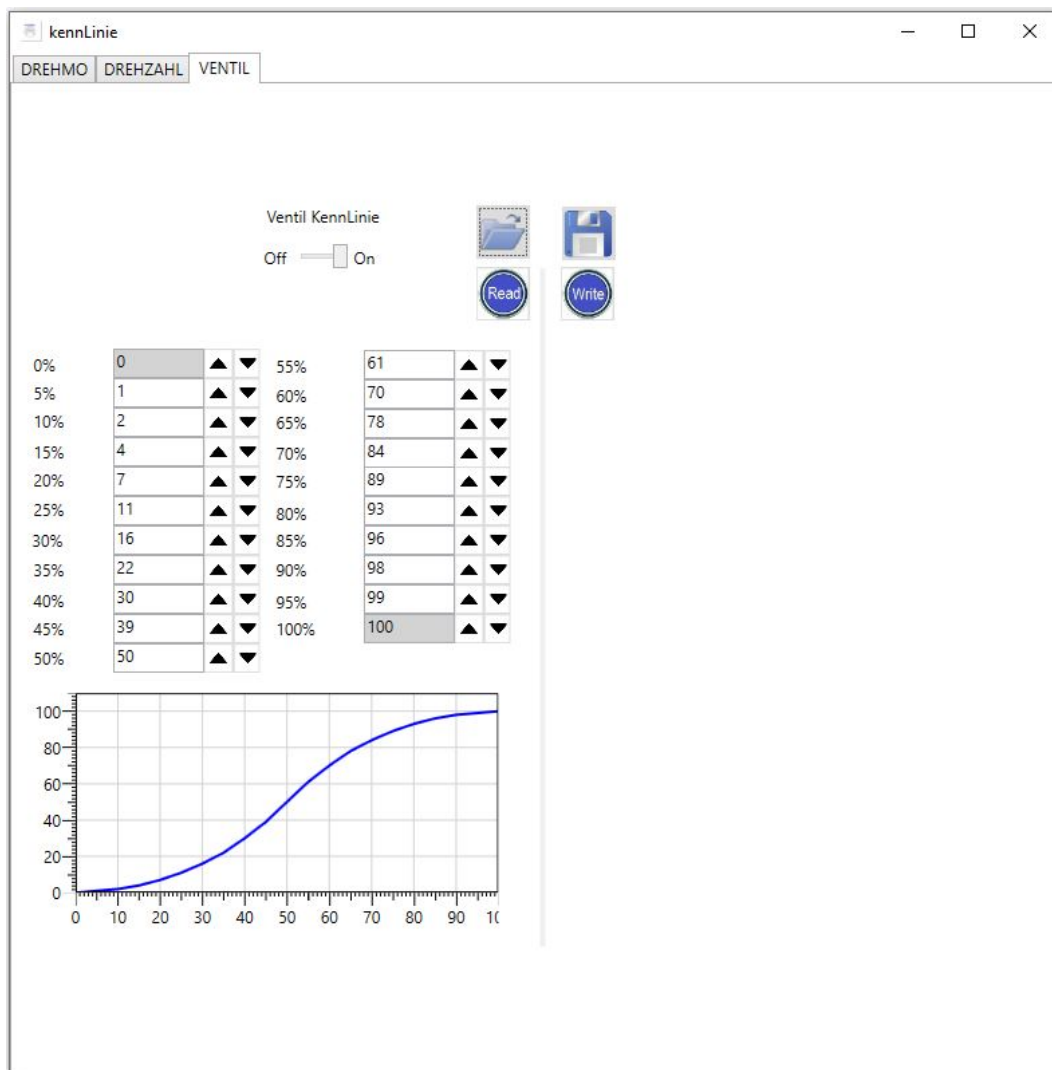 kennLinie
DREHMO DREHZAHL VENTIL
Ventil KennLinie
Off On
Read Write
0% 0 55% 61
5% 1 60% 70
10% 2 65% 78
15% 4 70% 84
20% 7 75% 89
25% 11 80% 93
30% 16 85% 96
35% 22 90% 98
40% 30 95% 99
45% 39 100% 100
50% 50
100
80
60
40
20
0
0 10 20 30 40 50 60 70 80 90 10